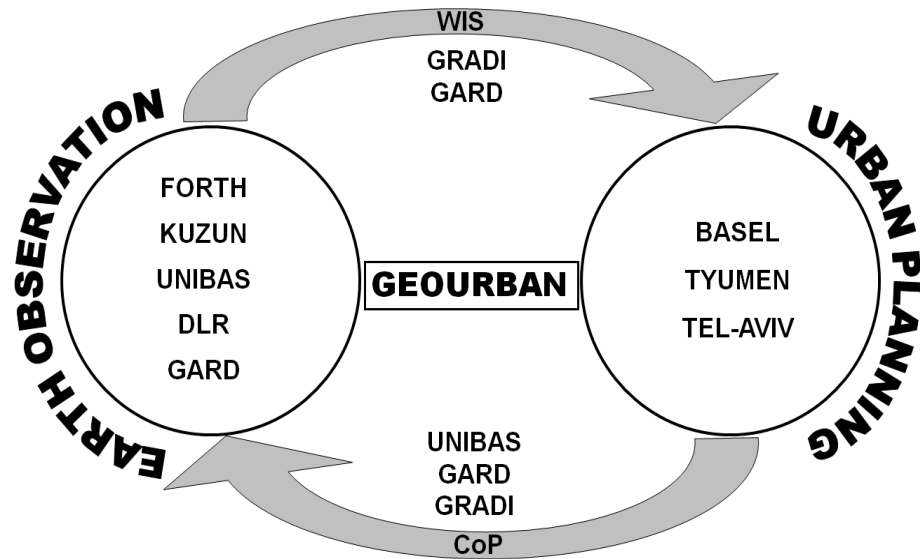 WIS
GRADI
GARD
EARTH OBSERVATION
FORTH
KUZUN
UNIBAS
DLR
GARD
GEOURBAN
URBAN PLANNING
BASEL
TYUMEN
TEL-AVIV
UNIBAS
GARD
GRADI
CoP